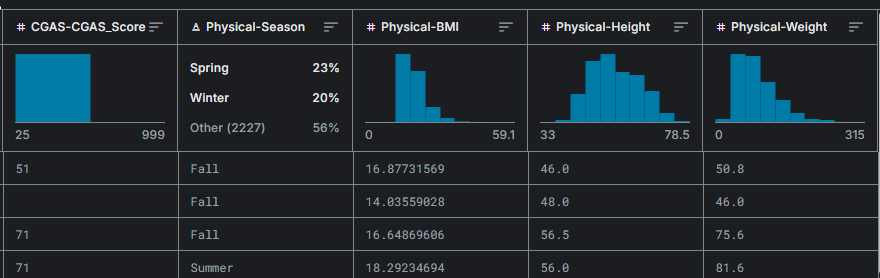 # CGAS-CGAS_Score Physical-Season # Physical-BMI # Physical-Height # Physical-Weight
Spring 23%
Winter 20%
Other (2227) 56%
25 999 0 59.1 33 78.5 0 315
51 Fall 16.87731569 46.0 50.8
Fall 14.03559028 48.0 46.0
71 Fall 16.64869606 56.5 75.6
71 Summer 18.29234694 56.0 81.6